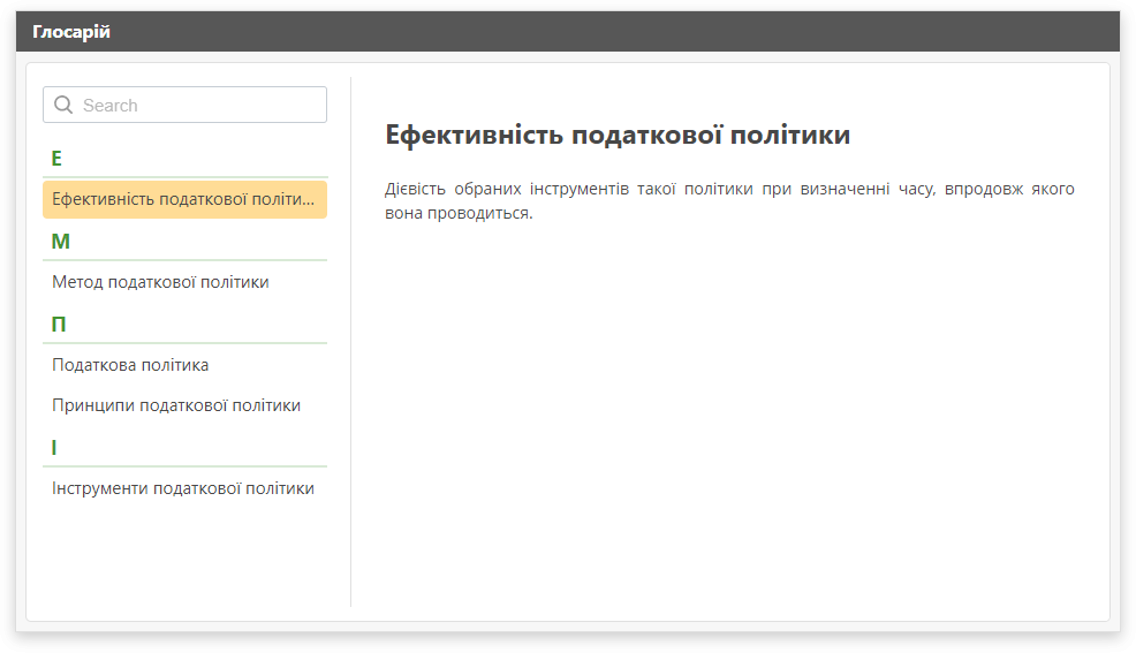 Глосарій
Search
Е
Ефективність податкової політи...
М
Метод податкової політики
П
Податкова політика
Принципи податкової політики
І
Інструменти податкової політики
Ефективність податкової політики
Дієвість обраних інструментів такої політики при визначенні часу, впродовж якого
вона проводиться.